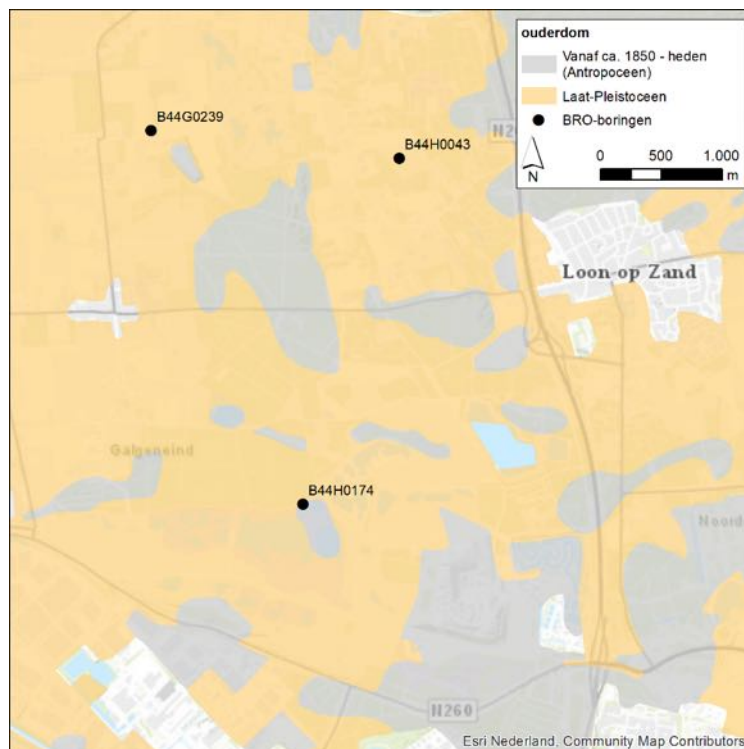 ouderdom
Vanaf ca. 1850 - heden
(Antropoceen)
Laat-Pleistoceen
BRO-boringen
N
0 500 1.000
m
B44G0239
B44H0043
Loon op Zand
Galgeneind
B44H0174
Noord
N260
Esri Nederland, Community Map Contributors